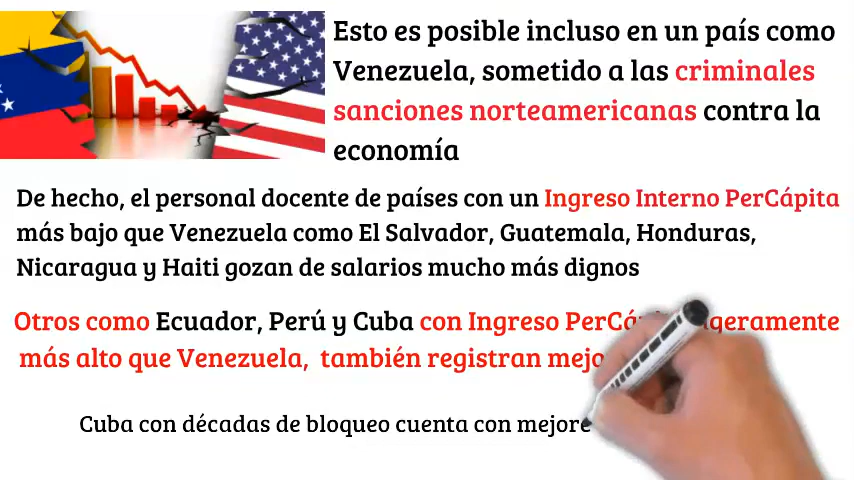 Esto es posible incluso en un país como
Venezuela, sometido a las criminales
sanciones norteamericanas contra la
economía
De hecho, el personal docente de países con un Ingreso Interno PerCápita
más bajo que Venezuela como El Salvador, Guatemala, Honduras,
Nicaragua y Haiti gozan de salarios mucho más dignos
Otros como Ecuador, Perú y Cuba con Ingreso
más alto que Venezuela, también registran
Cuba con décadas de bloqueo cuenta con